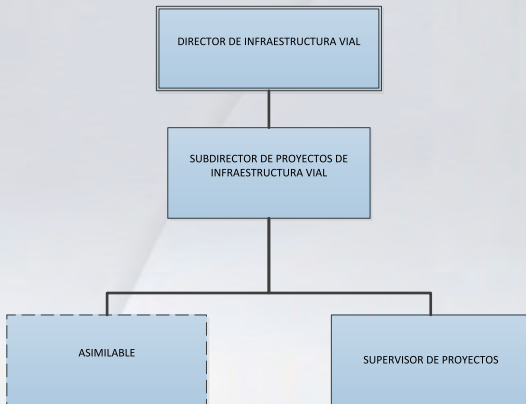 DIRECTOR DE INFRAESTRUCTURA VIAL
SUBDIRECTOR DE PROYECTOS DE
INFRAESTRUCTURA VIAL
ASIMILABLE
SUPERVISOR DE PROYECTOS